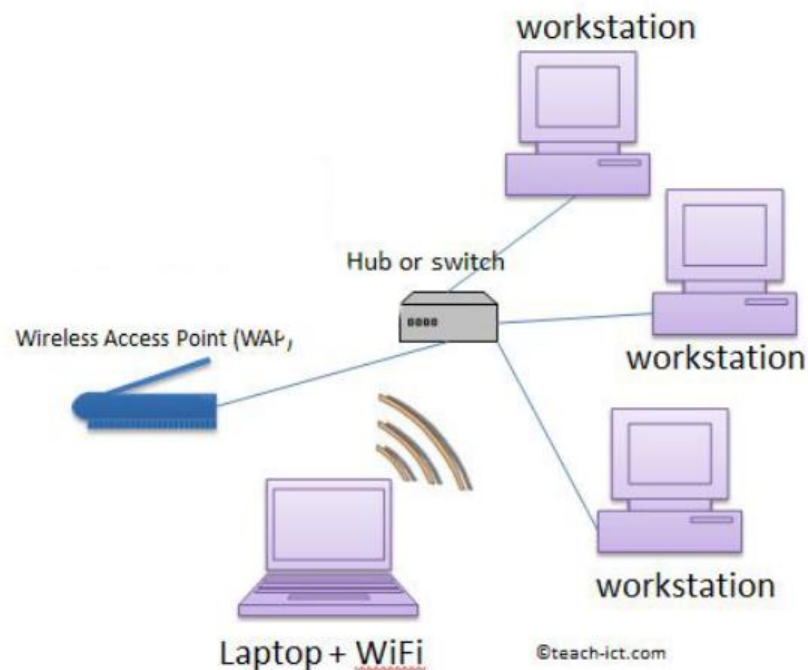 workstation
Hub or switch
Wireless Access Point (WAP)
workstation
workstation
Laptop + WiFi
©teach-ict.com